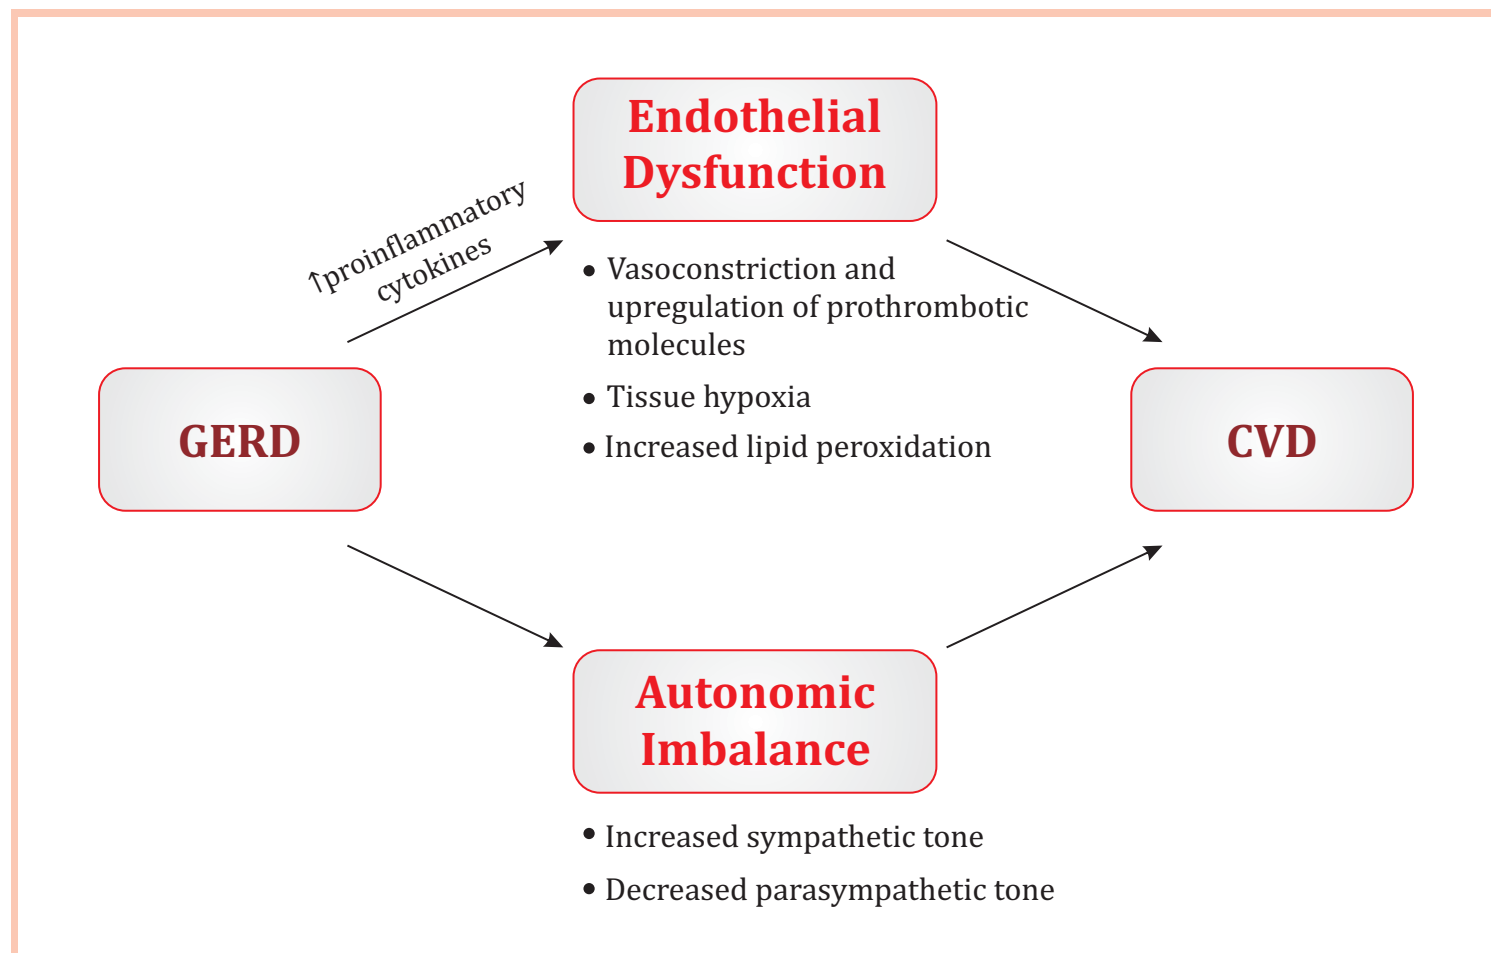 Endothelial
Dysfunction
↑proinflammatory
cytokines
• Vasoconstriction and
upregulation of prothrombotic
molecules
• Tissue hypoxia
• Increased lipid peroxidation
GERD
CVD
Autonomic
Imbalance
• Increased sympathetic tone
• Decreased parasympathetic tone